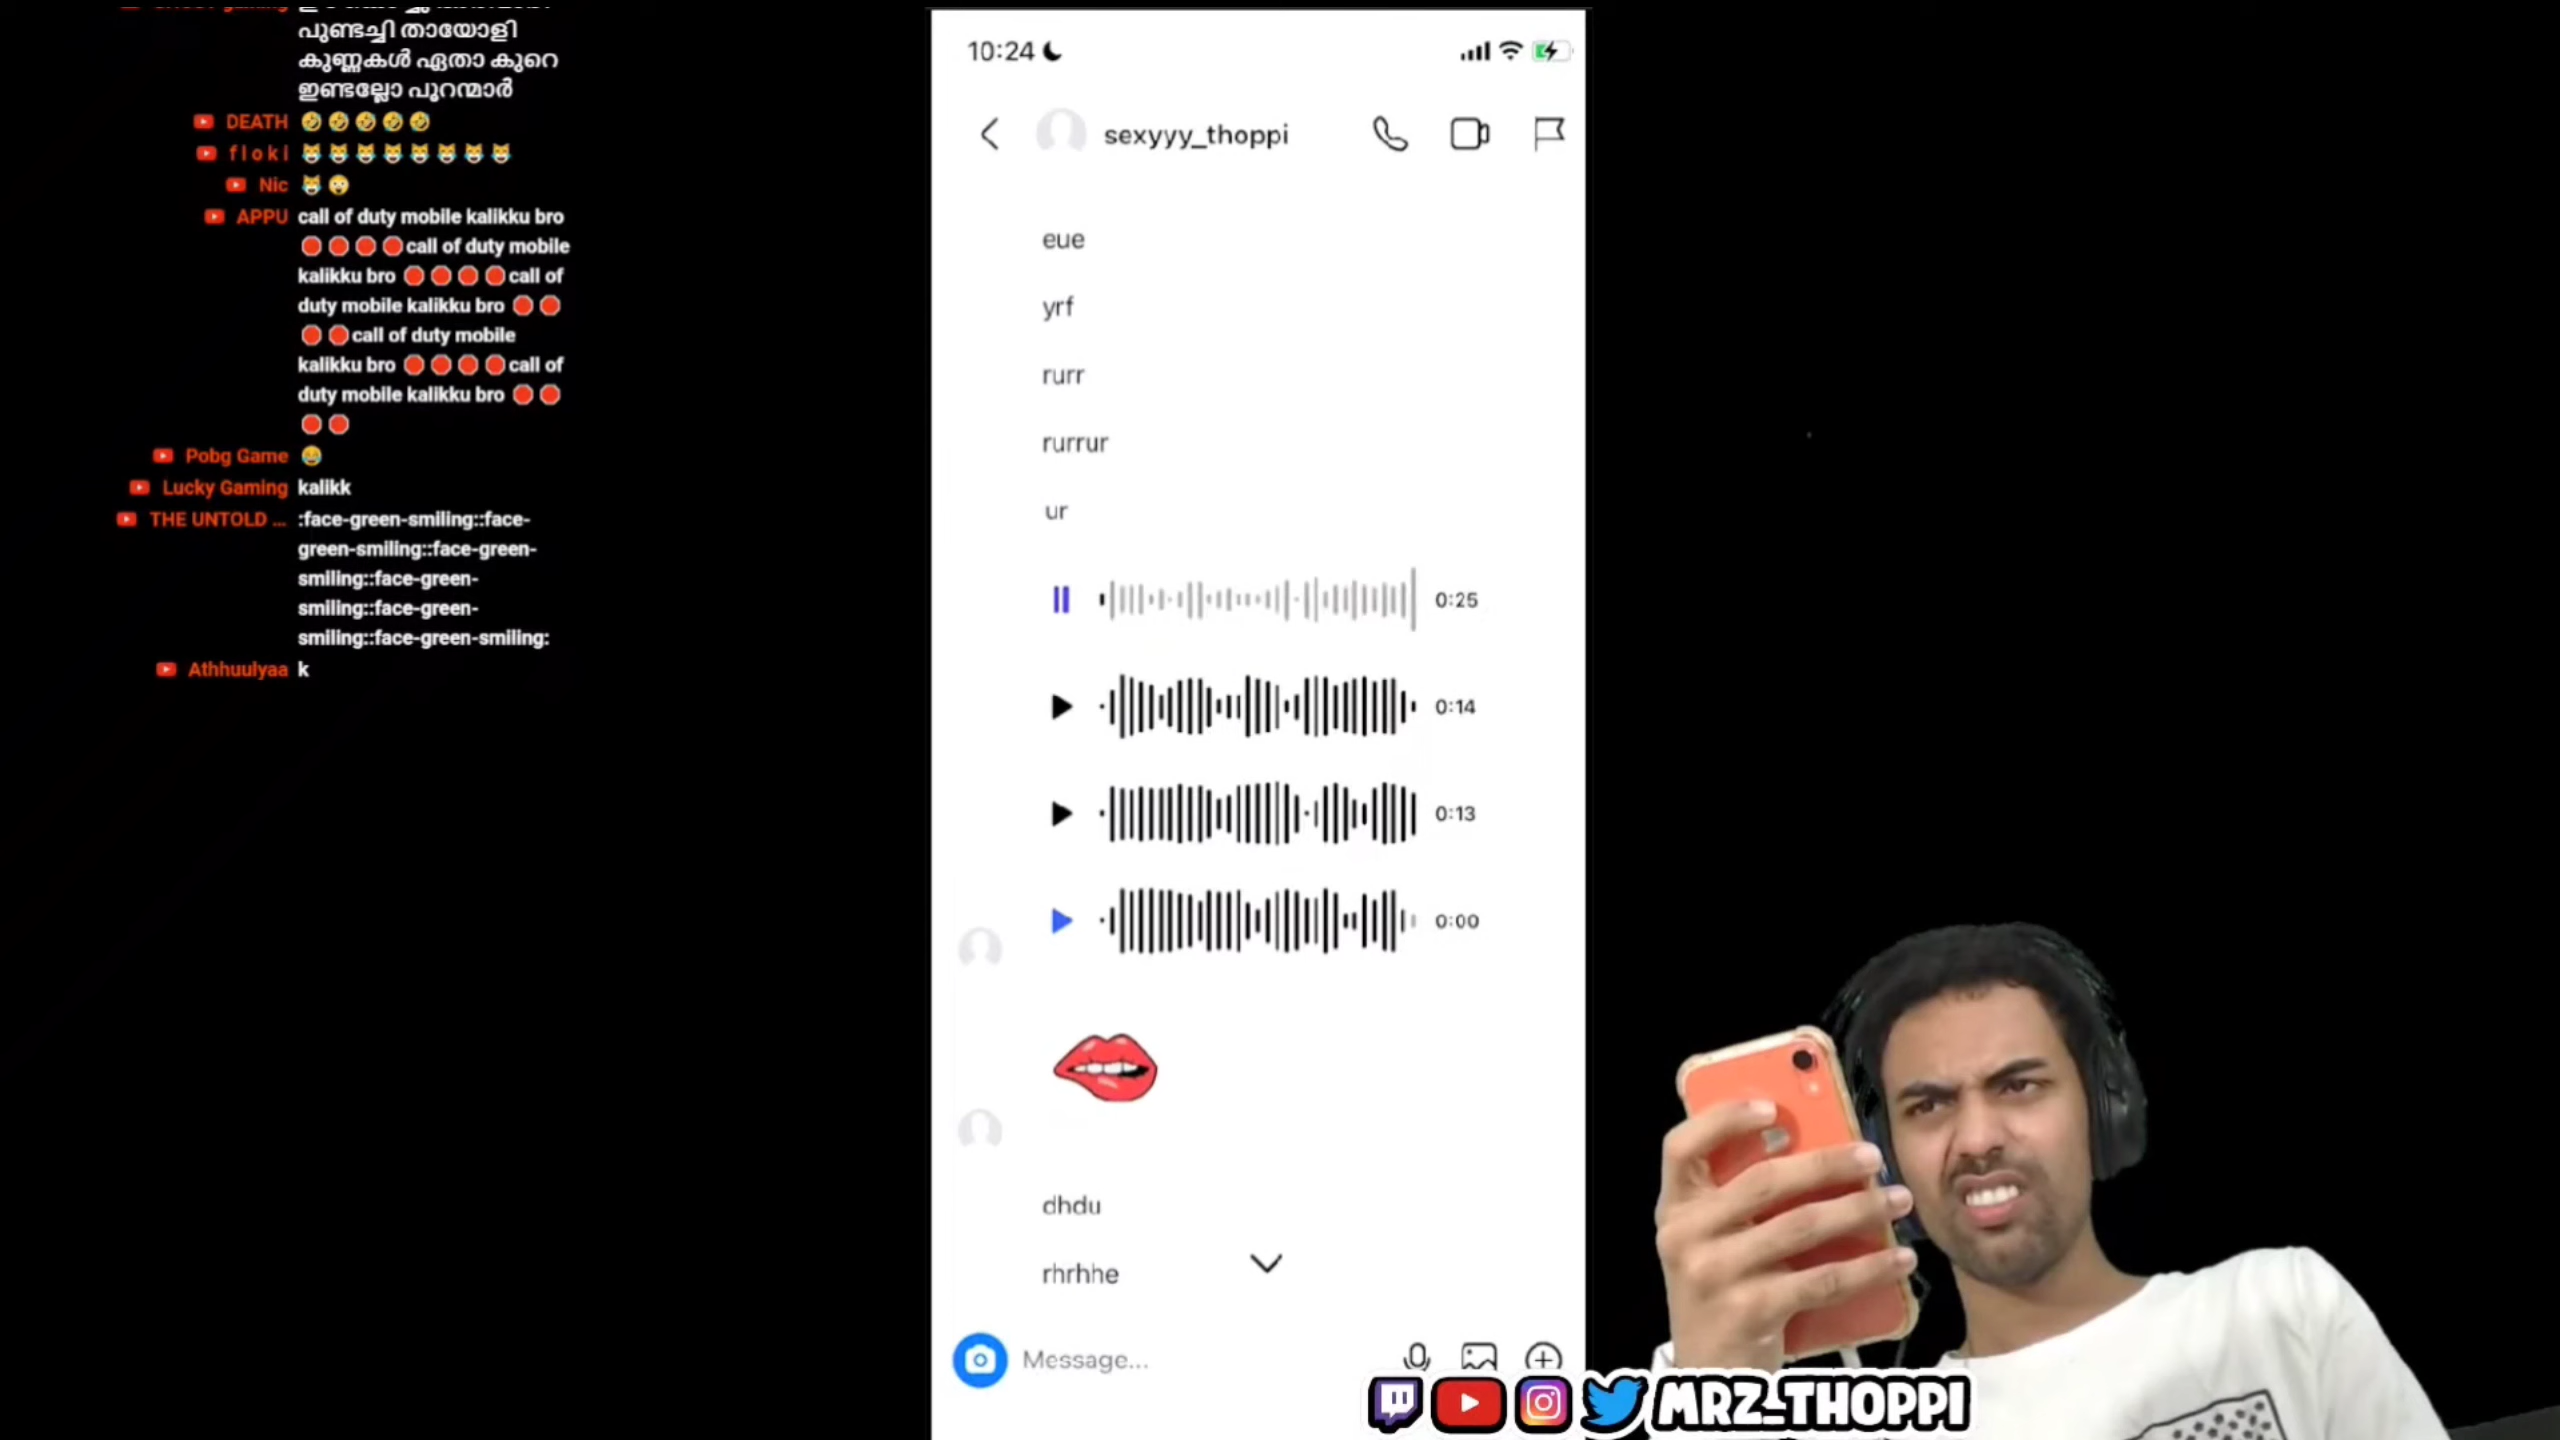 പുണ്ടച്ചി തായോളി
കുണ്ണകൾ ഏതാ കുറെ
ഇണ്ടല്ലോ പൂറന്മാർ
DEATH 🤣🤣🤣🤣🤣
f l o k i 😹😹😹😹😹😹😹😹
Nic 😹😳
APPU call of duty mobile kalikku bro
🛑🛑🛑🛑call of duty mobile
kalikku bro 🛑🛑🛑🛑call of
duty mobile kalikku bro 🛑🛑
🛑🛑call of duty mobile
kalikku bro 🛑🛑🛑🛑call of
duty mobile kalikku bro 🛑🛑
🛑🛑
Pobg Game 😂
Lucky Gaming kalikk
THE UNTOLD ... :face-green-smiling::face-
green-smiling::face-green-
smiling::face-green-
smiling::face-green-
smiling::face-green-smiling:
Athhuulyaa k
10:24
sexyyy_thoppi
eue
yrf
rurr
rurrur
ur
0:25
0:14
0:13
0:00
dhdu
rhrhhe
Message...
MRZ_THOPPI